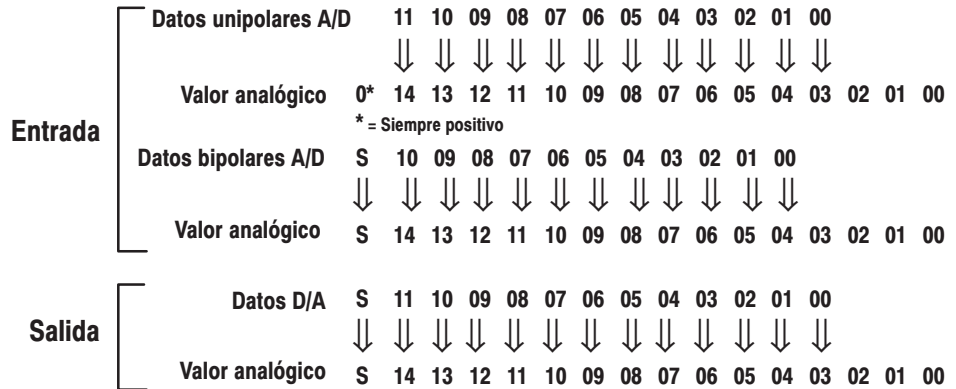 Datos unipolares A/D 11 10 09 08 07 06 05 04 03 02 01 00
⇓ ⇓ ⇓ ⇓ ⇓ ⇓ ⇓ ⇓ ⇓ ⇓ ⇓ ⇓
Valor analógico 0* 14 13 12 11 10 09 08 07 06 05 04 03 02 01 00
* = Siempre positivo
Entrada
Datos bipolares A/D S 10 09 08 07 06 05 04 03 02 01 00
⇓ ⇓ ⇓ ⇓ ⇓ ⇓ ⇓ ⇓ ⇓ ⇓ ⇓ ⇓
Valor analógico S 14 13 12 11 10 09 08 07 06 05 04 03 02 01 00
Datos D/A S 11 10 09 08 07 06 05 04 03 02 01 00
Salida ⇓ ⇓ ⇓ ⇓ ⇓ ⇓ ⇓ ⇓ ⇓ ⇓ ⇓ ⇓ ⇓
Valor analógico S 14 13 12 11 10 09 08 07 06 05 04 03 02 01 00